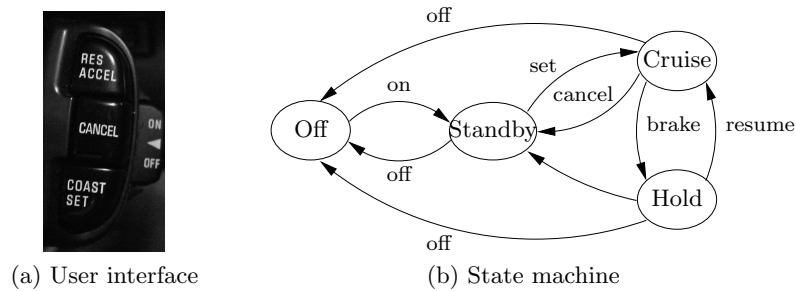 RES
ACCEL
CANCEL
COAST
SET
ON
OFF
(a) User interface
off
on
set
cancel
Cruise
Off
Standby
brake
resume
off
Hold
off
(b) State machine